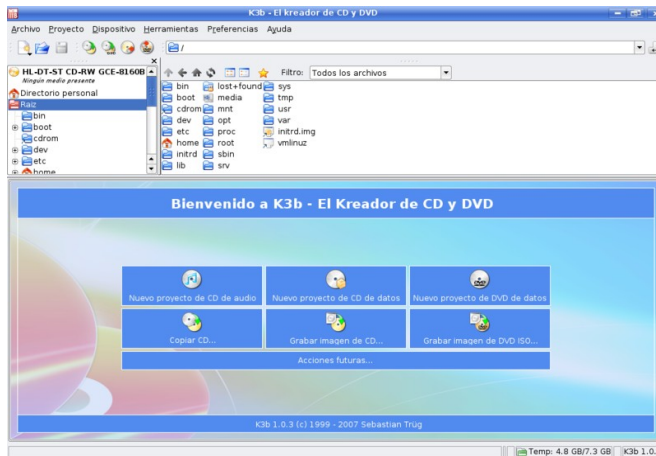 K3b - El kreador de CD y DVD
Archivo Proyecto Dispositivo Herramientas Preferencias Ayuda
/
HL-DT-ST CD-RW GCE-8160B
Ningún medio presente
Directorio personal
Raiz
bin
boot
cdrom
dev
etc
home
Filtro: Todos los archivos
bin lost+found sys
boot media tmp
cdrom mnt usr
dev opt var
etc proc initrd.img
home root vmlinuz
initrd sbin
lib srv
Bienvenido a K3b - El Kreador de CD y DVD
Nuevo proyecto de CD de audio Nuevo proyecto de CD de datos Nuevo proyecto de DVD de datos
Copiar CD... Grabar imagen de CD... Grabar imagen de DVD ISO...
Acciones futuras...
K3b 1.0.3 (c) 1999 - 2007 Sebastian Trüg
Temp: 4.8 GB/7.3 GB K3b 1.0.